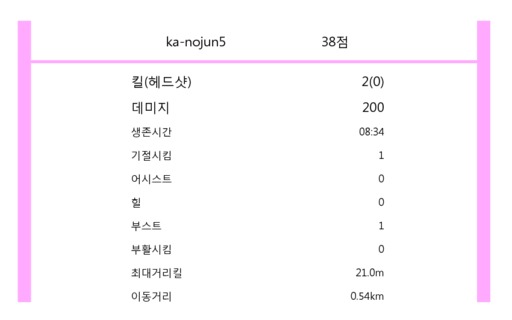 ka-nojun5 38점
킬(헤드샷) 2(0)
데미지 200
생존시간 08:34
기절시킴 1
어시스트 0
힐 0
부스트 1
부활시킴 0
최대거리킬 21.0m
이동거리 0.54km